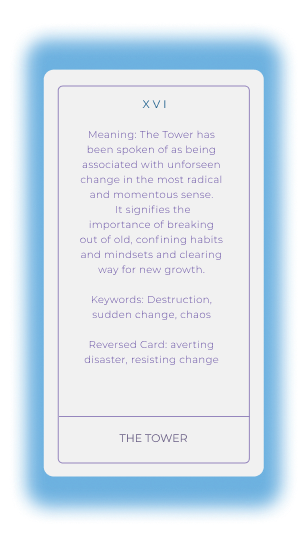 XVI
Meaning: The Tower has
been spoken of as being
associated with unforseen
change in the most radical
and momentous sense.
It signifies the
importance of breaking
out of old, confining habits
and mindsets and clearing
way for new growth.
Keywords: Destruction,
sudden change, chaos
Reversed Card: averting
disaster, resisting change
THE TOWER